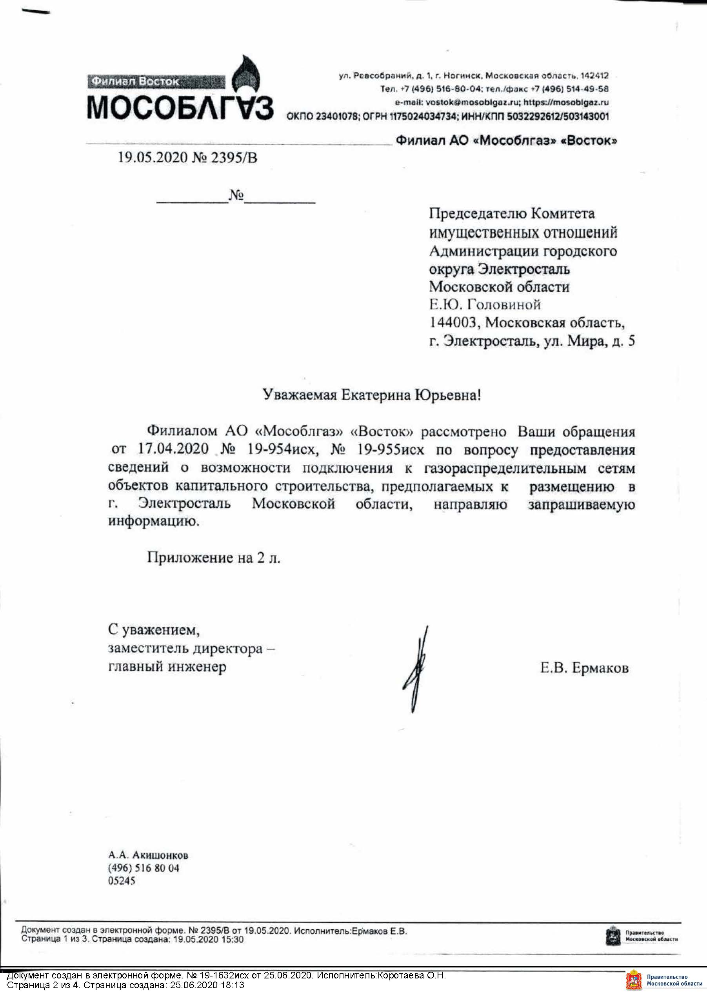 Филиал Восток
МОСОБЛГАЗ
ул. Ревсобраний, д. 1, г. Ногинск, Московская область, 142412
Тел. +7 (496) 516-80-04; тел./факс +7 (496) 514-49-58
e-mail: vostok@mosoblgaz.ru; https://mosoblgaz.ru
ОКПО 23401078; ОГРН 1175024034734; ИНН/КПП 5032292612/503143001
Филиал АО «Мособлгаз» «Восток»
19.05.2020 № 2395/В
__________№__________
Председателю Комитета
имущественных отношений
Администрации городского
округа Электросталь
Московской области
Е.Ю. Головиной
144003, Московская область,
г. Электросталь, ул. Мира, д. 5
Уважаемая Екатерина Юрьевна!
Филиалом АО «Мособлгаз» «Восток» рассмотрено Ваши обращения
от 17.04.2020 № 19-954исх, № 19-955исх по вопросу предоставления
сведений о возможности подключения к газораспределительным сетям
объектов капитального строительства, предполагаемых к размещению в
г. Электросталь Московской области, направляю запрашиваемую
информацию.
Приложение на 2 л.
С уважением,
заместитель директора –
главный инженер
Е.В. Ермаков
А.А. Акишонков
(496) 516 80 04
05245
Документ создан в электронной форме. № 2395/В от 19.05.2020. Исполнитель:Ермаков Е.В.
Страница 1 из 3. Страница создана: 19.05.2020 15:30
Правительство
Московской области
Документ создан в электронной форме. № 19-1632исх от 25.06.2020. Исполнитель:Коротаева О.Н.
Страница 2 из 4. Страница создана: 25.06.2020 18:13
Правительство
Московской области